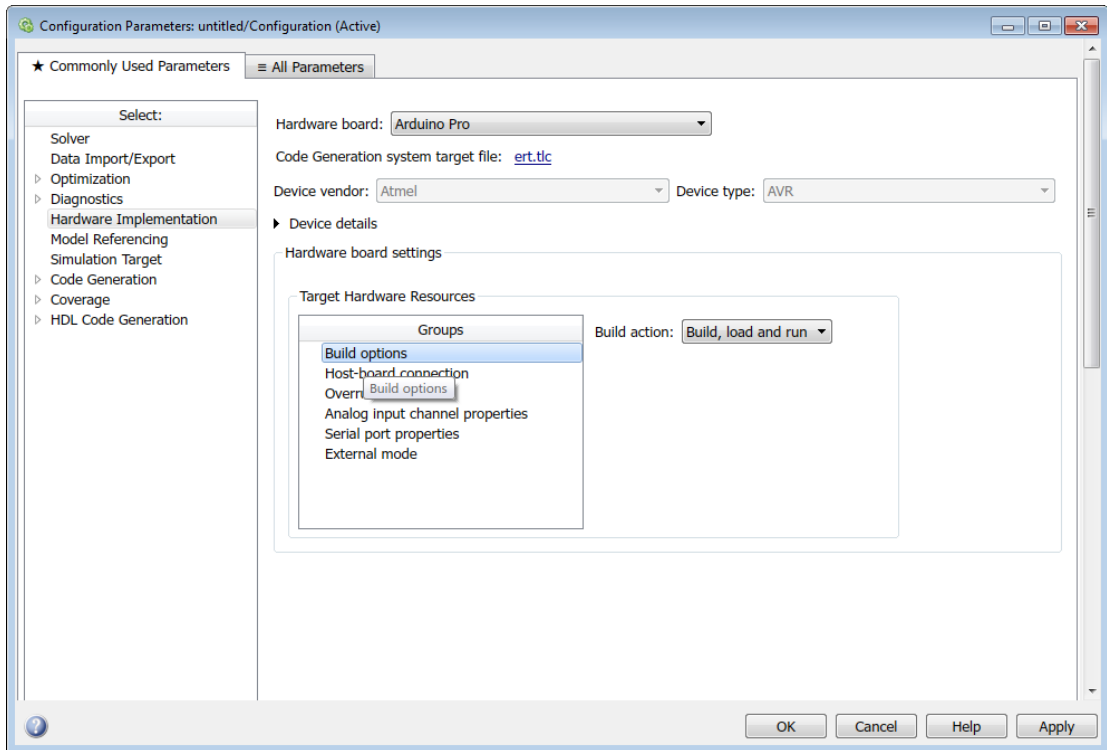 Configuration Parameters: untitled/Configuration (Active)
★ Commonly Used Parameters
≡ All Parameters
Select:
Solver
Data Import/Export
Optimization
Diagnostics
Hardware Implementation
Model Referencing
Simulation Target
Code Generation
Coverage
HDL Code Generation
Hardware board: Arduino Pro
Code Generation system target file: ert.tlc
Device vendor: Atmel Device type: AVR
Device details
Hardware board settings
Target Hardware Resources
Groups
Build options
Host-board connection
Build options
Analog input channel properties
Serial port properties
External mode
Build action: Build, load and run
OK Cancel Help Apply